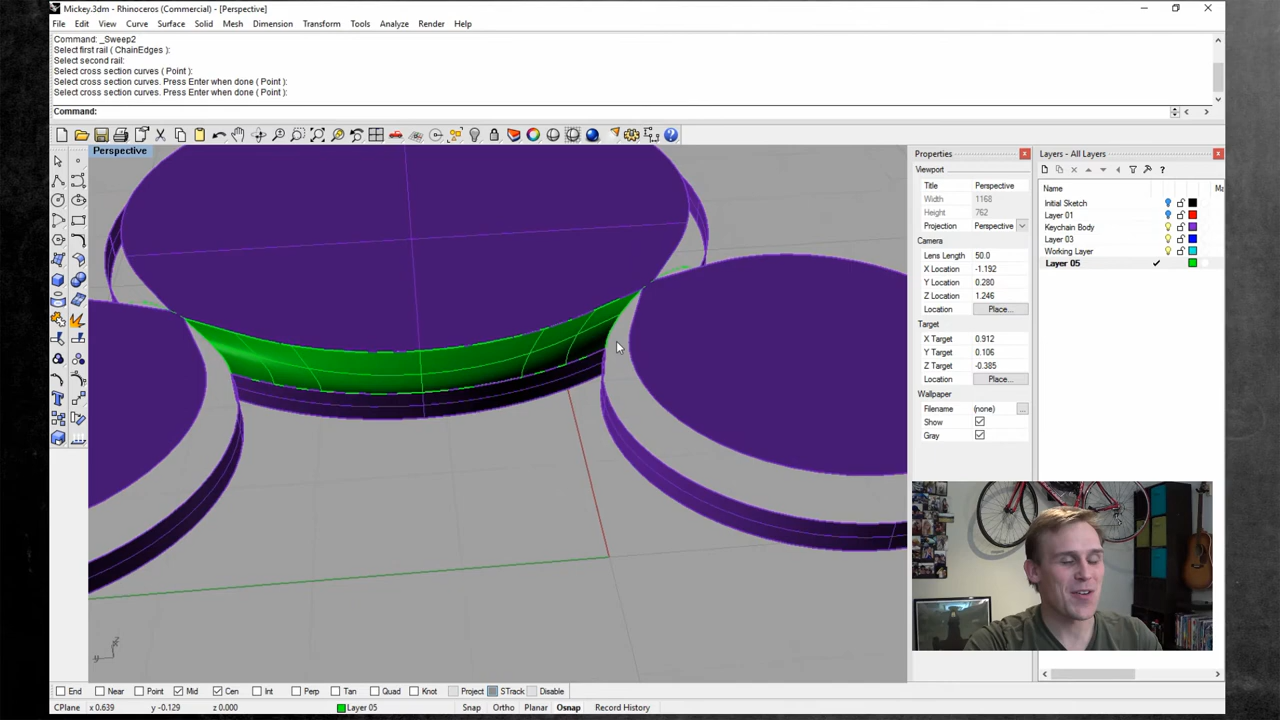 Mickey.3dm - Rhinoceros (Commercial) - [Perspective]
File Edit View Curve Surface Solid Mesh Dimension Transform Tools Analyze Render Help
Command: _Sweep2
Select first rail ( ChainEdges ):
Select second rail:
Select cross section curves ( Point ):
Select cross section curves. Press Enter when done ( Point ):
Select cross section curves. Press Enter when done ( Point ):
Command:
Perspective
Properties
Viewport
Title Perspective
Width 1168
Height 762
Projection Perspective
Camera
Lens Length 50.0
X Location -1.192
Y Location 0.280
Z Location 1.246
Location Place...
Target
X Target 0.912
Y Target 0.106
Z Target -0.385
Location Place...
Wallpaper
Filename (none) ...
Show
Gray
Layers - All Layers
Name
Initial Sketch
Layer 01
Keychain Body
Layer 03
Working Layer
Layer 05
z
y
End Near Point Mid Cen Int Perp Tan Quad Knot Project STrack Disable
CPlane x 0.639 y -0.129 z 0.000 Layer 05 Snap Ortho Planar Osnap Record History